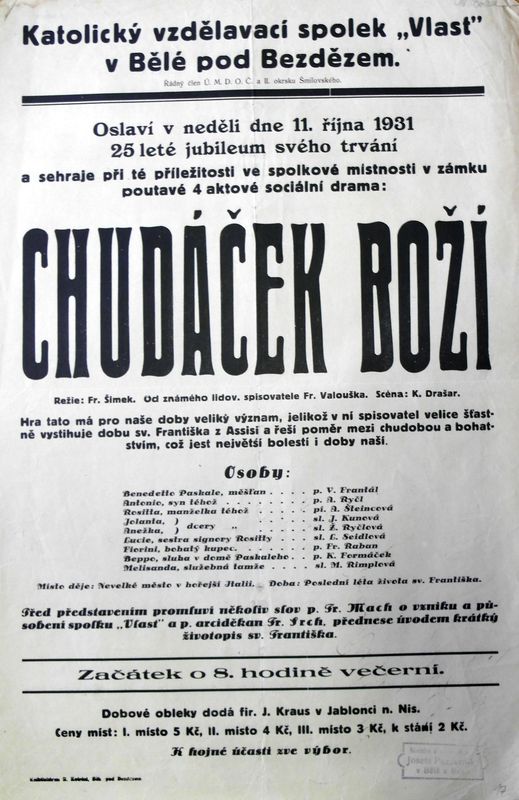 Katolický vzdělavací spolek „Vlast"
v Bělé pod Bezdězem.
Řádný člen Ú. M. D. O. Č. a II. okrsku Šmilovského.
Oslaví v neděli dne 11. října 1931
25 leté jubileum svého trvání
a sehraje při té příležitosti ve spolkové místnosti v zámku
poutavé 4 aktové sociální drama:
CHUDÁČEK BOŽÍ
Režie: Fr. Šimek. Od známého lidov. spisovatele Fr. Valouška. Scéna: K. Drašar.
Hra tato má pro naše doby veliký význam, jelikož v ní spisovatel velice šťast-
ně vystihuje dobu sv. Františka z Assisi a řeší poměr mezi chudobou a bohat-
stvím, což jest největší bolestí i doby naší.
Osoby:
Benedetto Paskale, měšťan . . . . p. V. Frantál
Antonio, syn téhož . . . . . p. A. Ryčl
Rositta, manželka téhož . . . . pí. A. Šteincová
Jolanta, ) . . . . . sl. J. Kunová
Anežka, ) dcery „ . . . . . sl. Ž. Ryčlová
Lucie, sestra signory Rositty . . . sl. L. Seidlová
Fiorini, bohatý kupec. . . . . . p. Fr. Raban
Beppo, sluha v domě Paskaleho . . p. K. Formáček
Melisanda, služebná tamže . . . . sl. M. Rimplová
Místo děje: Nevelké město v hořejší Italii. — Doba: Poslední léta života sv. Františka.
Před představením promluví několiv slov p. Fr. Mach o vzniku a pů-
sobení spolku „Vlast" a p. arciděkan Fr. Srch, přednese úvodem krátký
životopis sv. Františka.
Začátek o 8. hodině večerní.
Dobové obleky dodá fir. J. Kraus v Jablonci n. Nis.
Ceny míst: I. místo 5 Kč, II. místo 4 Kč, III. místo 3 Kč, k stání 2 Kč.
K hojné účasti zve výbor.
Josefa
v Bělé